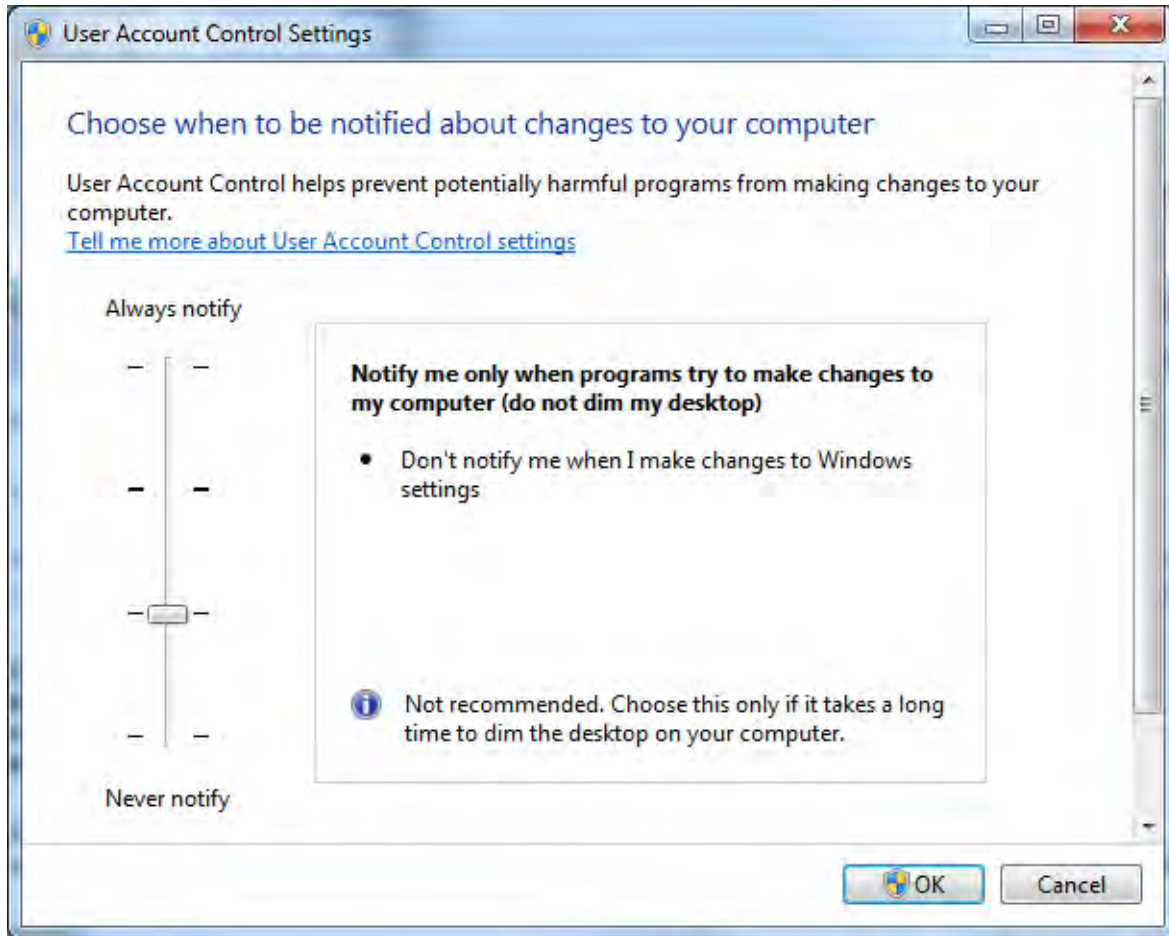 User Account Control Settings
Choose when to be notified about changes to your computer
User Account Control helps prevent potentially harmful programs from making changes to your
computer.
Tell me more about User Account Control settings
Always notify
Notify me only when programs try to make changes to
my computer (do not dim my desktop)
• Don't notify me when I make changes to Windows
settings
Not recommended. Choose this only if it takes a long
time to dim the desktop on your computer.
Never notify
OK
Cancel